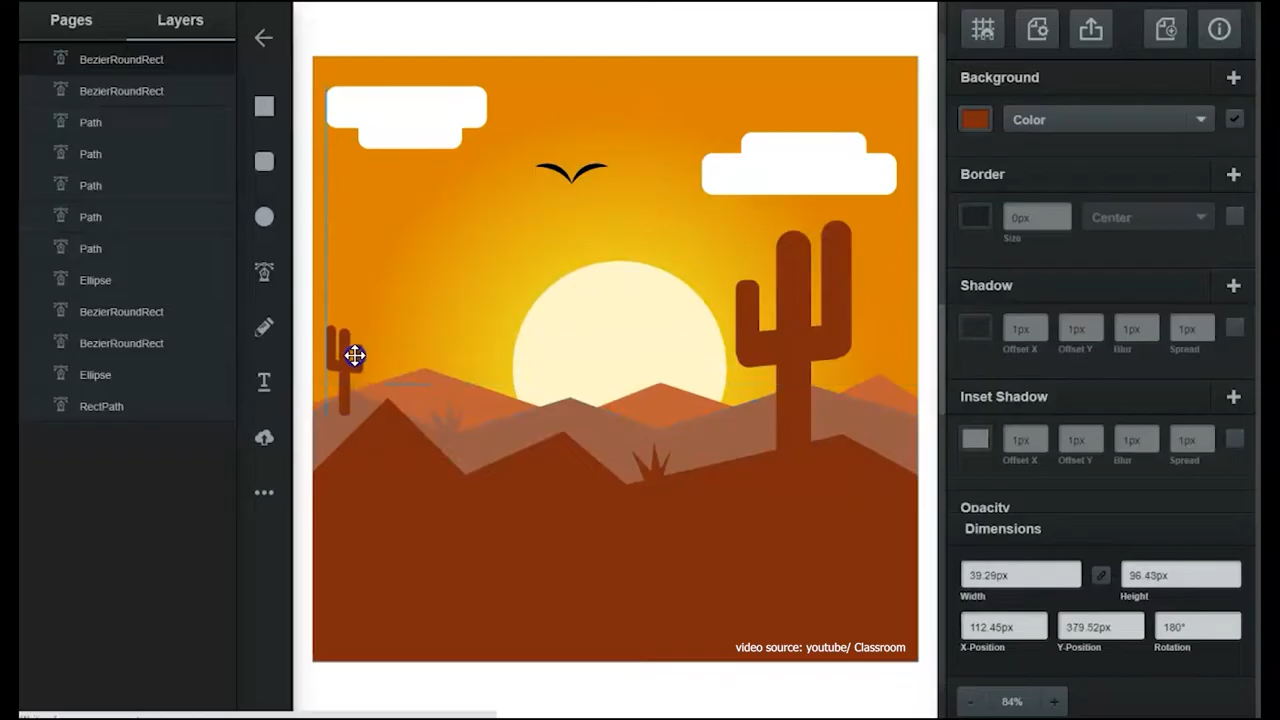 Pages Layers
BezierRoundRect
BezierRoundRect
Path
Path
Path
Path
Path
Ellipse
BezierRoundRect
BezierRoundRect
Ellipse
RectPath
T
video source: youtube/ Classroom
Background +
Color
Border +
0px Center
Size
Shadow +
1px 1px 1px 1px
Offset X Offset Y Blur Spread
Inset Shadow +
1px 1px 1px 1px
Offset X Offset Y Blur Spread
Opacity
Dimensions
39.29px 96.43px
Width Height
112.45px 379.52px 180°
X-Position Y-Position Rotation
- 84% +